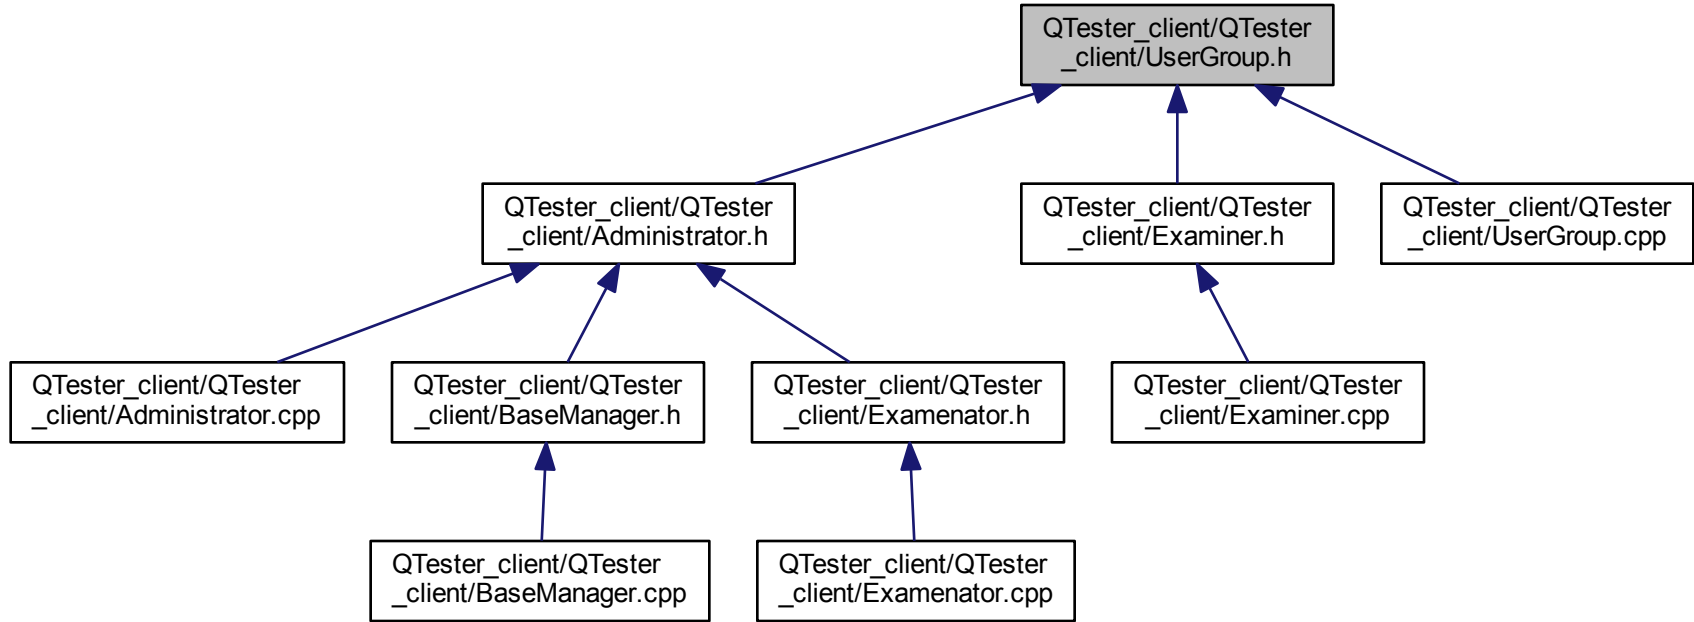 QTester_client/QTester
_client/UserGroup.h
QTester_client/QTester
_client/Administrator.h
QTester_client/QTester
_client/Examiner.h
QTester_client/QTester
_client/UserGroup.cpp
QTester_client/QTester
_client/Administrator.cpp
QTester_client/QTester
_client/BaseManager.h
QTester_client/QTester
_client/Examenator.h
QTester_client/QTester
_client/Examiner.cpp
QTester_client/QTester
_client/BaseManager.cpp
QTester_client/QTester
_client/Examenator.cpp